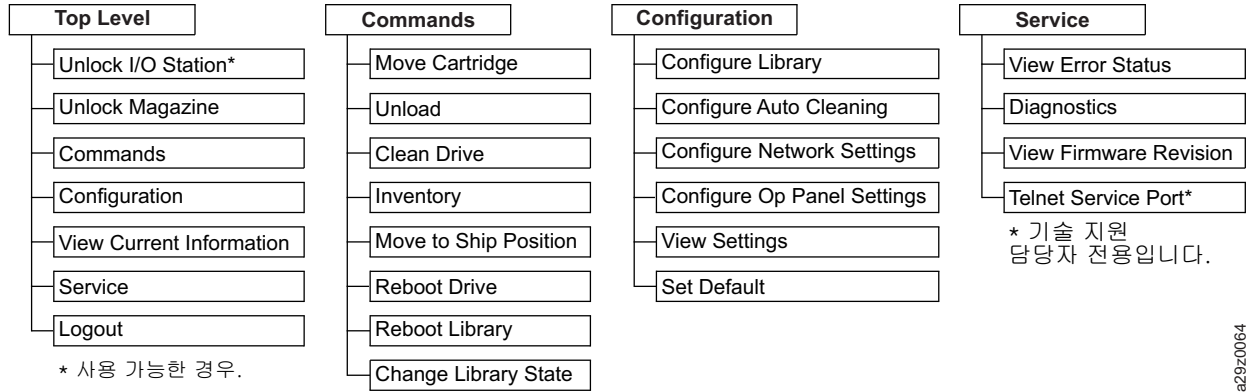 Top Level
Unlock I/O Station*
Unlock Magazine
Commands
Configuration
View Current Information
Service
Logout
* 사용 가능한 경우.
Commands
Move Cartridge
Unload
Clean Drive
Inventory
Move to Ship Position
Reboot Drive
Reboot Library
Change Library State
Configuration
Configure Library
Configure Auto Cleaning
Configure Network Settings
Configure Op Panel Settings
View Settings
Set Default
Service
View Error Status
Diagnostics
View Firmware Revision
Telnet Service Port*
* 기술 지원
담당자 전용입니다.
a29z0064